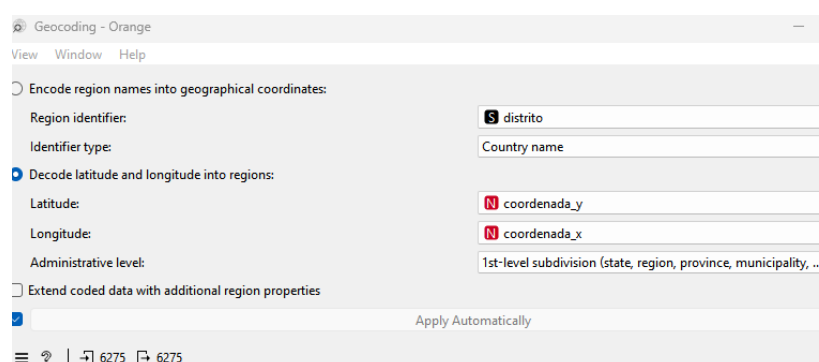 Geocoding - Orange
View Window Help
Encode region names into geographical coordinates:
Region identifier:
S distrito
Identifier type:
Country name
Decode latitude and longitude into regions:
Latitude:
N coordenada_y
Longitude:
N coordenada_x
Administrative level:
1st-level subdivision (state, region, province, municipality, ..
Extend coded data with additional region properties
Apply Automatically
? 6275 6275